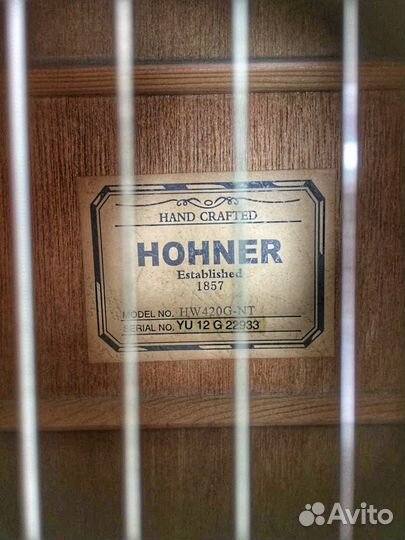 HAND CRAFTED
HOHNER
Established
1857
MODEL NO. HW420G-NT
SERIAL NO. YU 12 G 22933
Avito